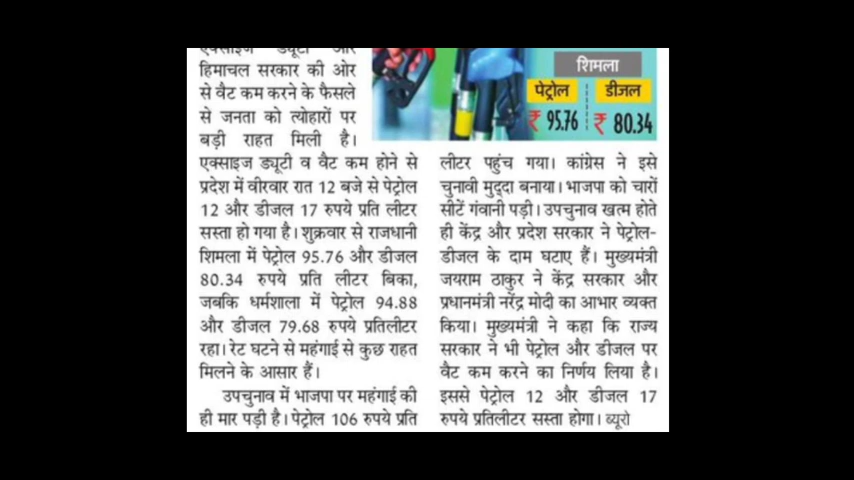 एक्साइज ड्यूटी और
हिमाचल सरकार की ओर
से वैट कम करने के फैसले
से जनता को त्योहारों पर
बड़ी राहत मिली है।
एक्साइज ड्यूटी व वैट कम होने से
प्रदेश में वीरवार रात 12 बजे से पेट्रोल
12 और डीजल 17 रुपये प्रति लीटर
सस्ता हो गया है। शुक्रवार से राजधानी
शिमला में पेट्रोल 95.76 और डीजल
80.34 रुपये प्रति लीटर बिका,
जबकि धर्मशाला में पेट्रोल 94.88
और डीजल 79.68 रुपये प्रतिलीटर
रहा। रेट घटने से महंगाई से कुछ राहत
मिलने के आसार हैं।
उपचुनाव में भाजपा पर महंगाई की
ही मार पड़ी है। पेट्रोल 106 रुपये प्रति
शिमला
पेट्रोल डीजल
₹ 95.76 ₹ 80.34
लीटर पहुंच गया। कांग्रेस ने इसे
चुनावी मुद्दा बनाया। भाजपा को चारों
सीटें गंवानी पड़ी। उपचुनाव खत्म होते
ही केंद्र और प्रदेश सरकार ने पेट्रोल-
डीजल के दाम घटाए हैं। मुख्यमंत्री
जयराम ठाकुर ने केंद्र सरकार और
प्रधानमंत्री नरेंद्र मोदी का आभार व्यक्त
किया। मुख्यमंत्री ने कहा कि राज्य
सरकार ने भी पेट्रोल और डीजल पर
वैट कम करने का निर्णय लिया है।
इससे पेट्रोल 12 और डीजल 17
रुपये प्रतिलीटर सस्ता होगा। ब्यूरो